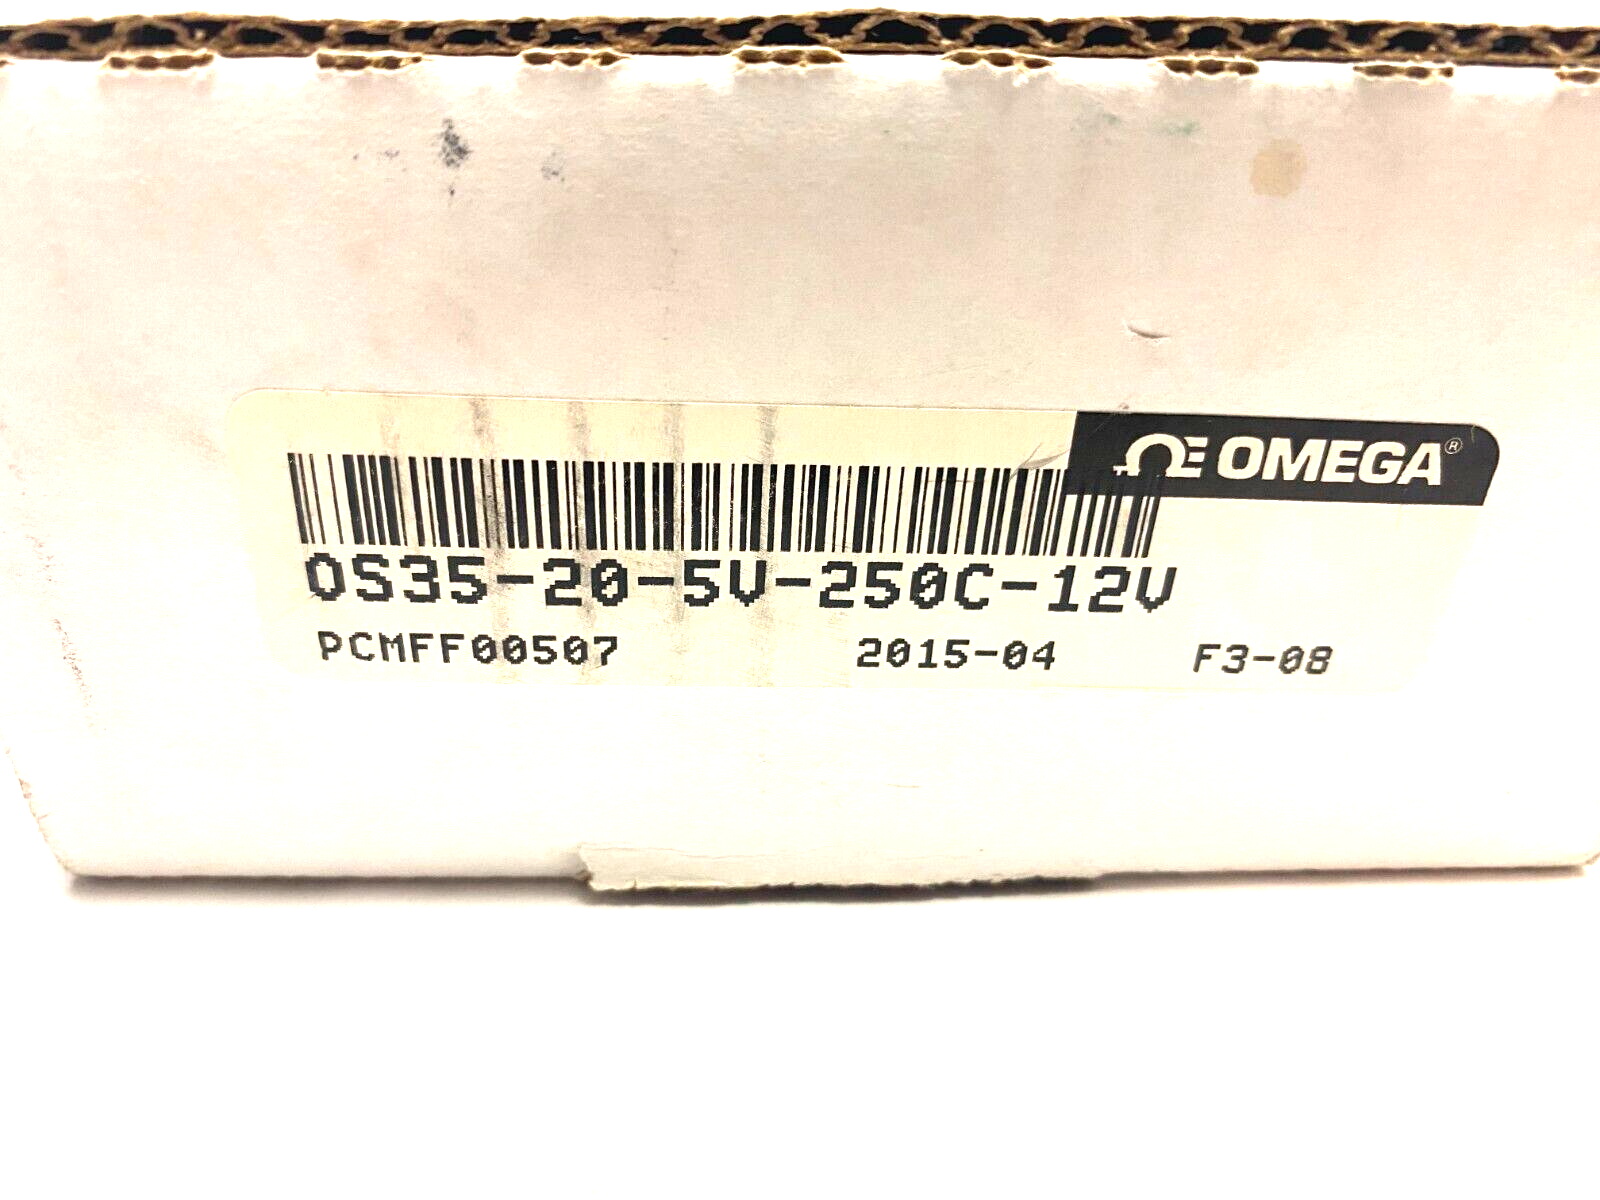 OMEGA®
OS35-20-5V-250C-12V
PCMFF00507 2015-04 F3-08